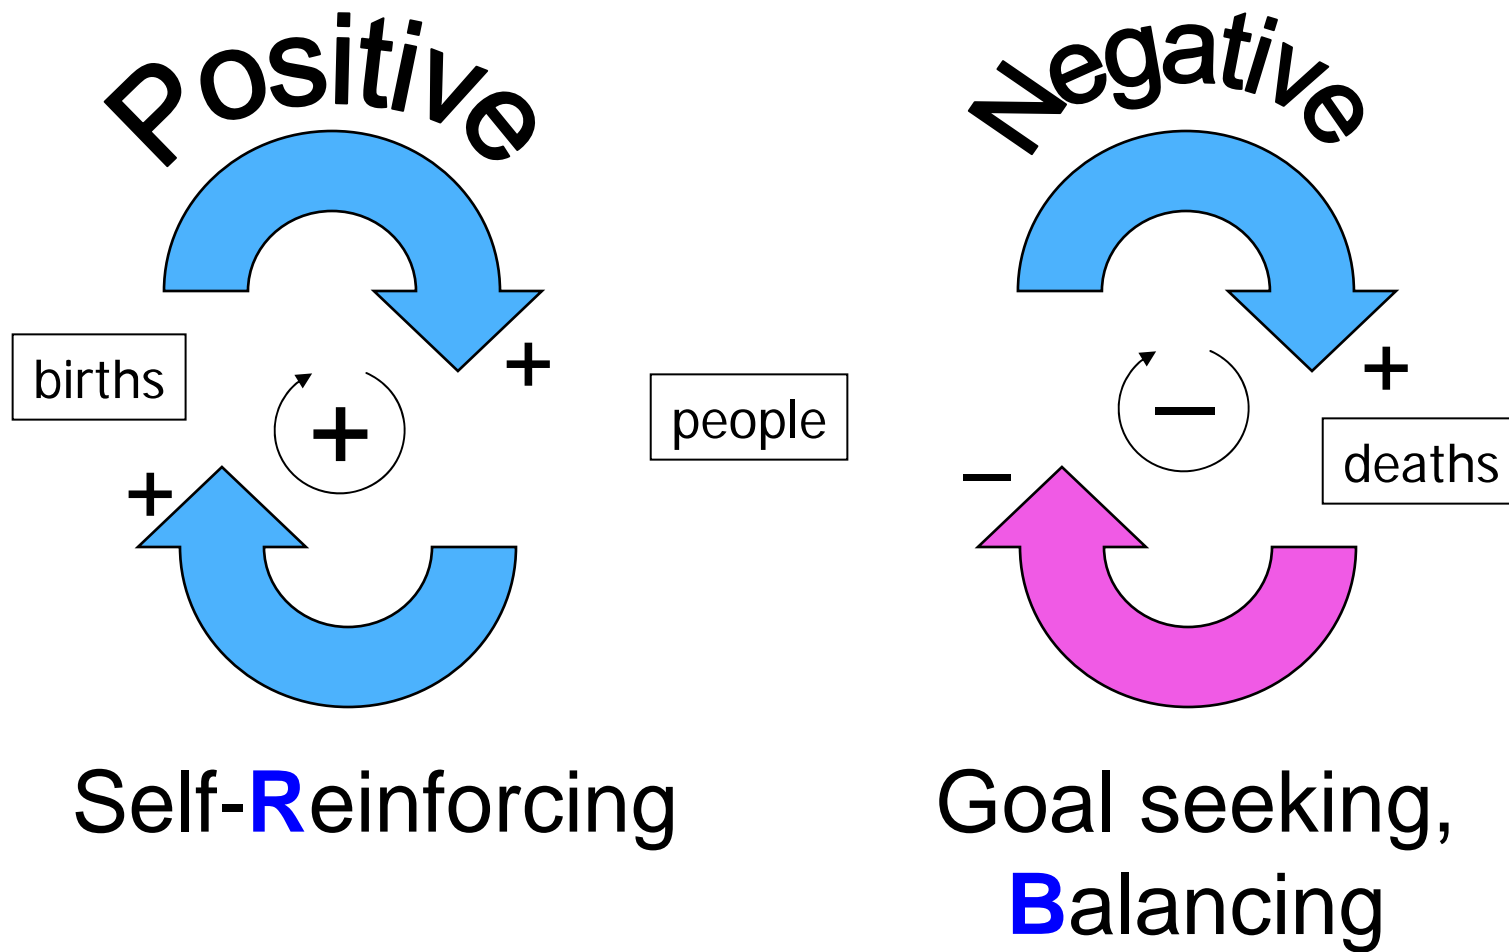 Positive
Negative
births
+
+
+
people
+
−
−
deaths
Self-Reinforcing
Goal seeking,
Balancing